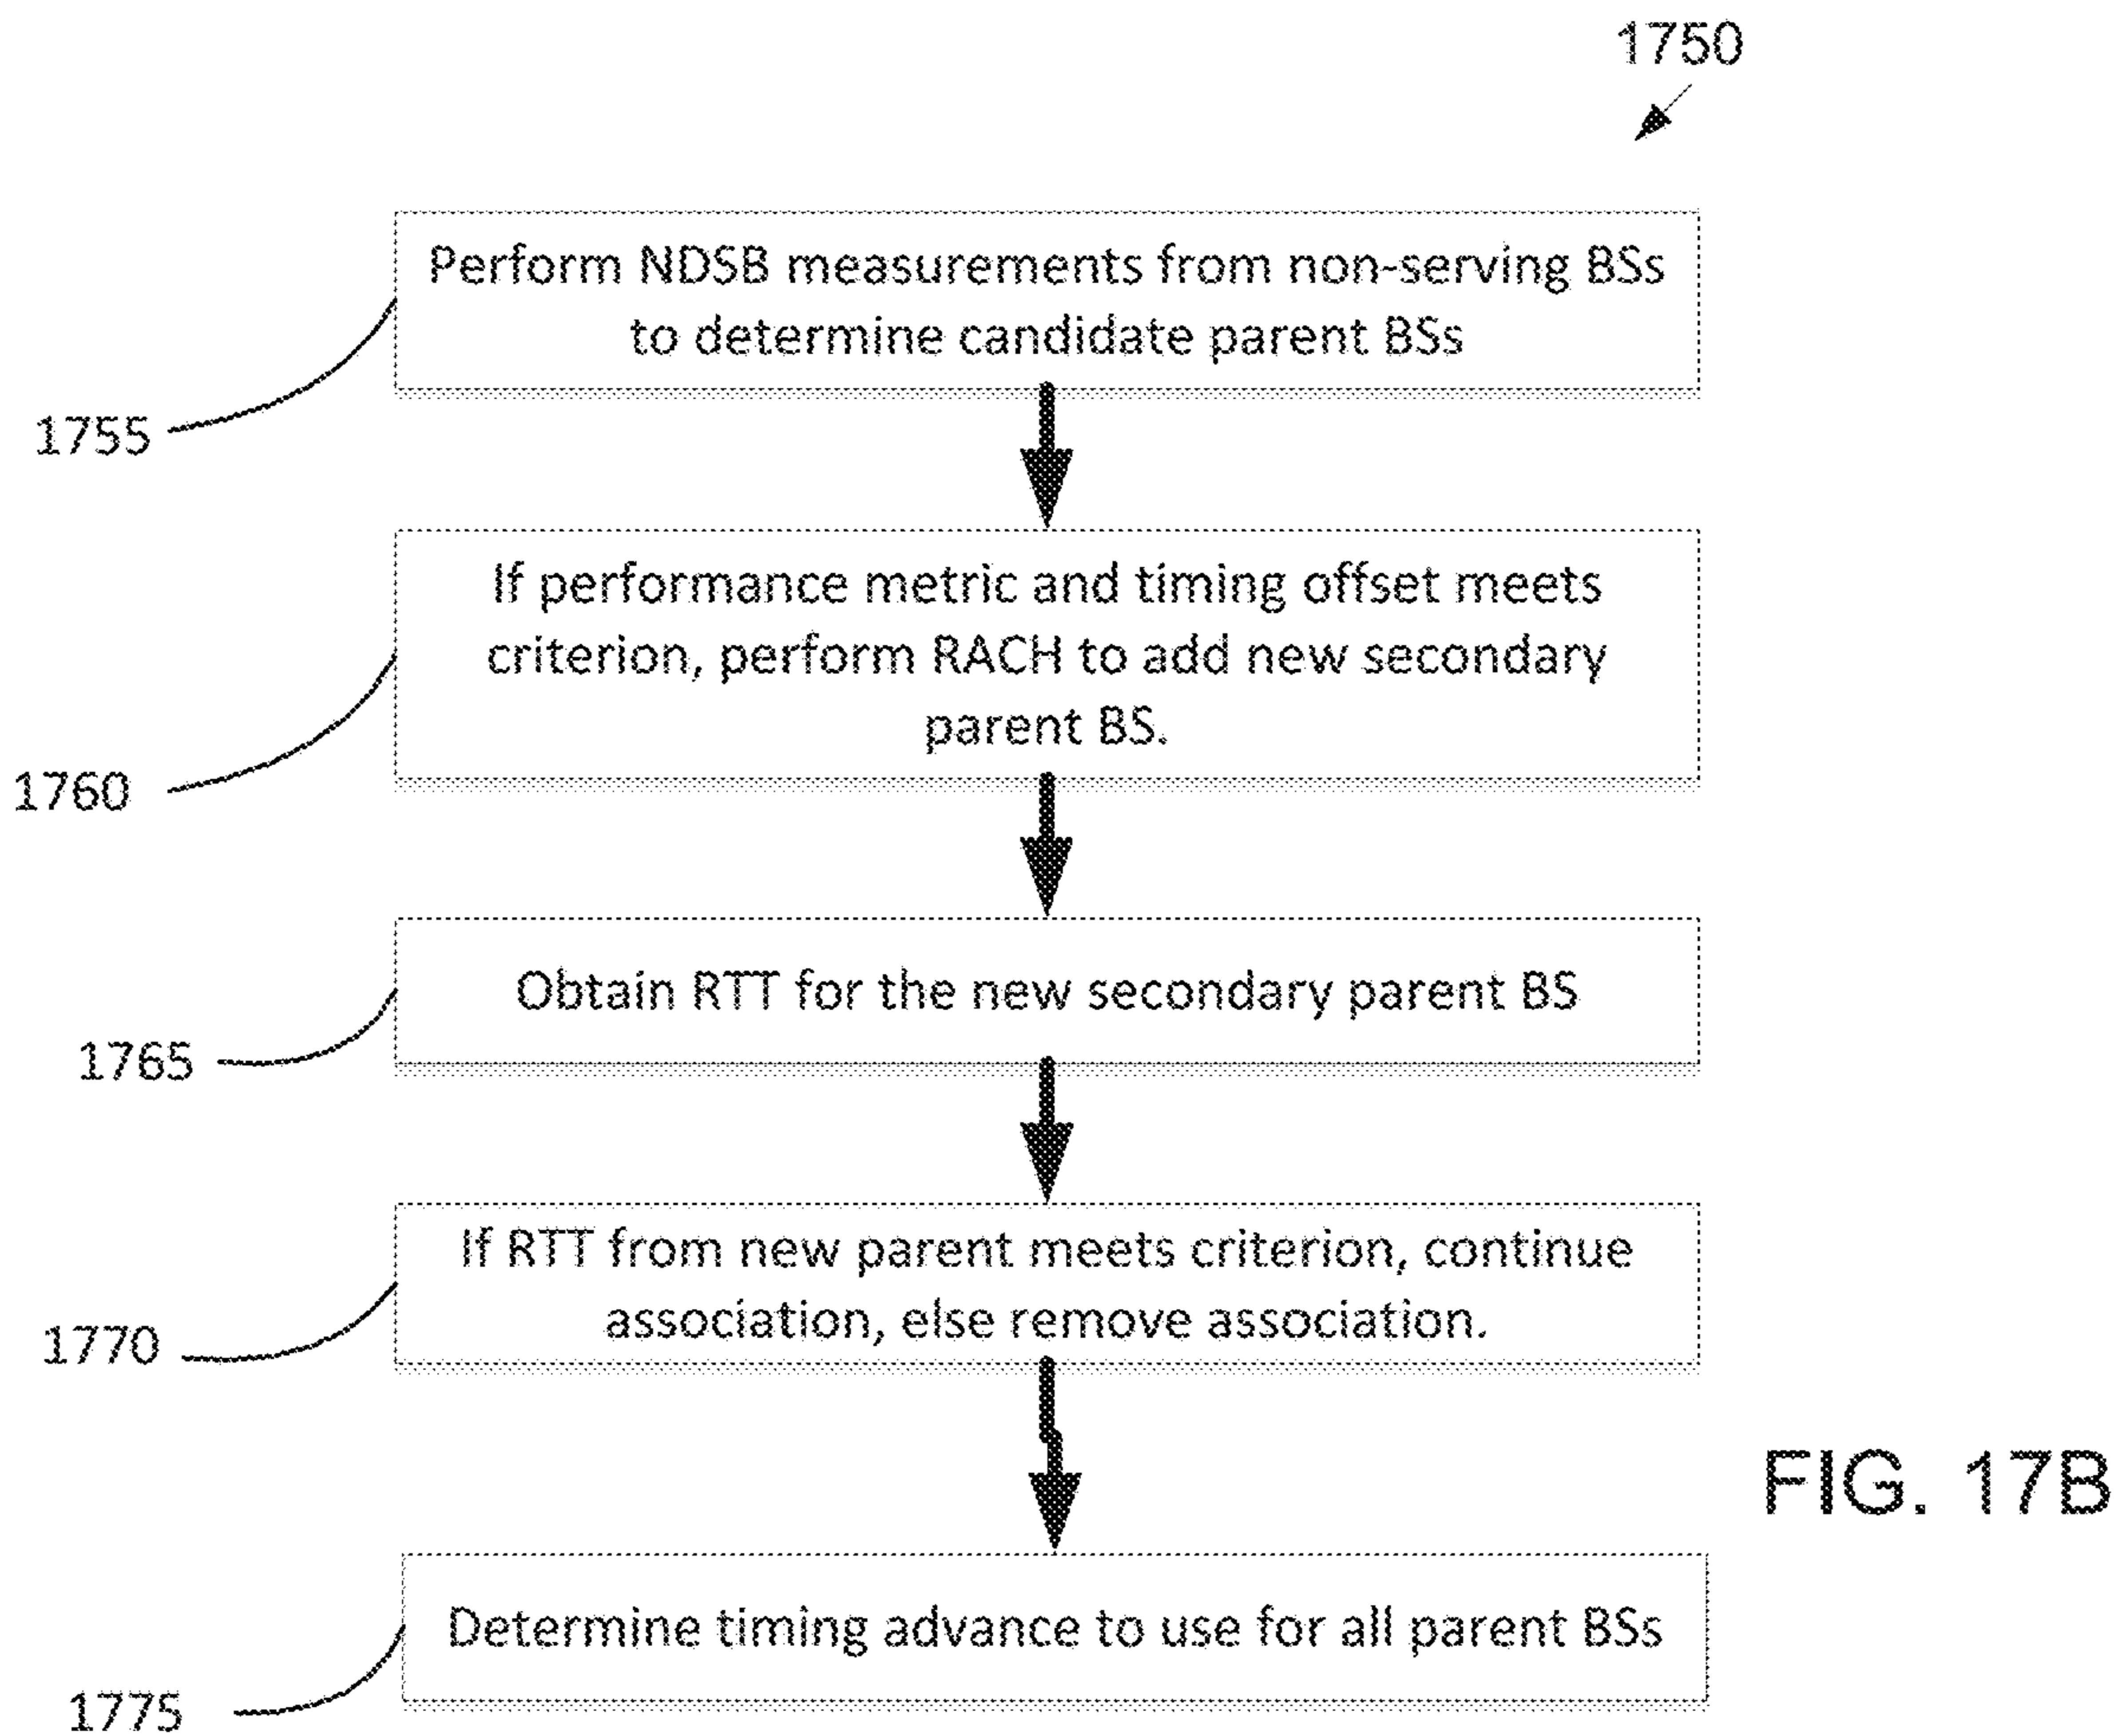 1750
Perform NDSB measurements from non-serving BSs
to determine candidate parent BSs
1755
If performance metric and timing offset meets
criterion, perform RACH to add new secondary
parent BS.
1760
Obtain RTT for the new secondary parent BS
1765
If RTT from new parent meets criterion, continue
association, else remove association.
1770
FIG. 17B
Determine timing advance to use for all parent BSs
1775